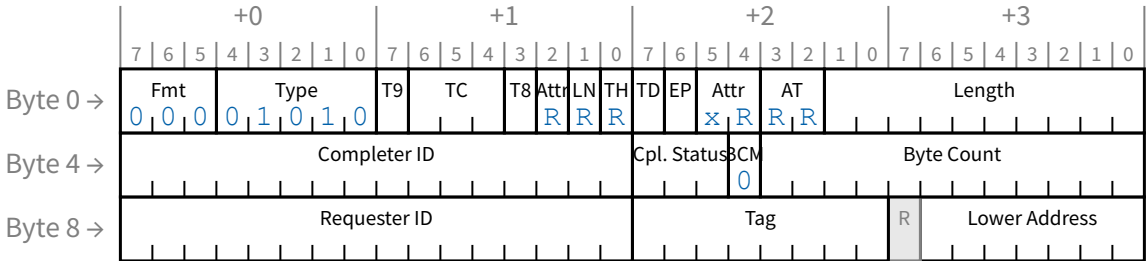 +0 +1 +2 +3
7 6 5 4 3 2 1 0 7 6 5 4 3 2 1 0 7 6 5 4 3 2 1 0 7 6 5 4 3 2 1 0
Byte 0 → Fmt Type T9 TC T8 Attr LN TH TD EP Attr AT Length
0 0 0 0 1 0 1 0 R R R x R R R
Byte 4 → Completer ID Cpl. Status BCM Byte Count
0
Byte 8 → Requester ID Tag R Lower Address